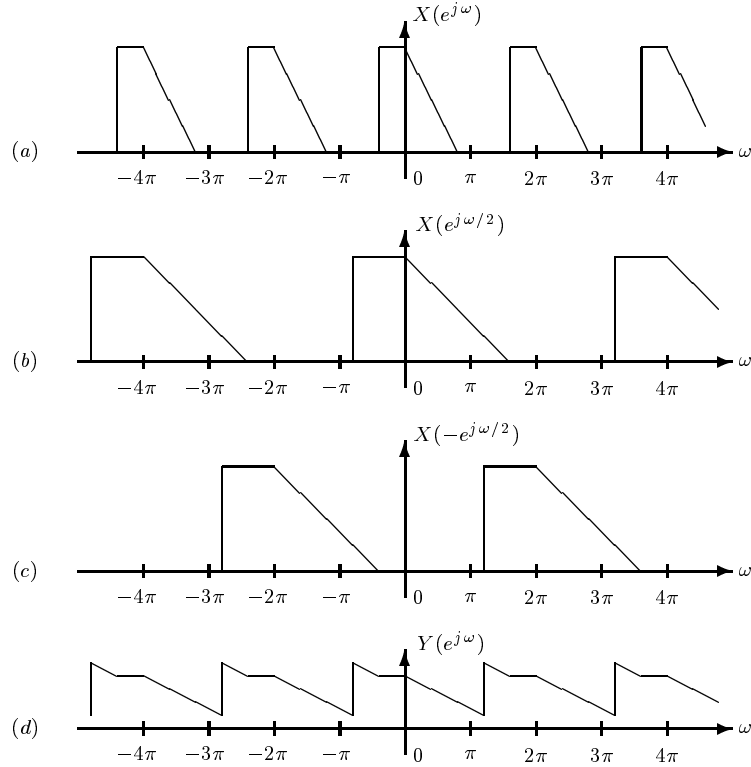 X(e^{jω})
(a) ω
−4π −3π −2π −π 0 π 2π 3π 4π
X(e^{jω/2})
(b) ω
−4π −3π −2π −π 0 π 2π 3π 4π
X(−e^{jω/2})
(c) ω
−4π −3π −2π −π 0 π 2π 3π 4π
Y(e^{jω})
(d) ω
−4π −3π −2π −π 0 π 2π 3π 4π